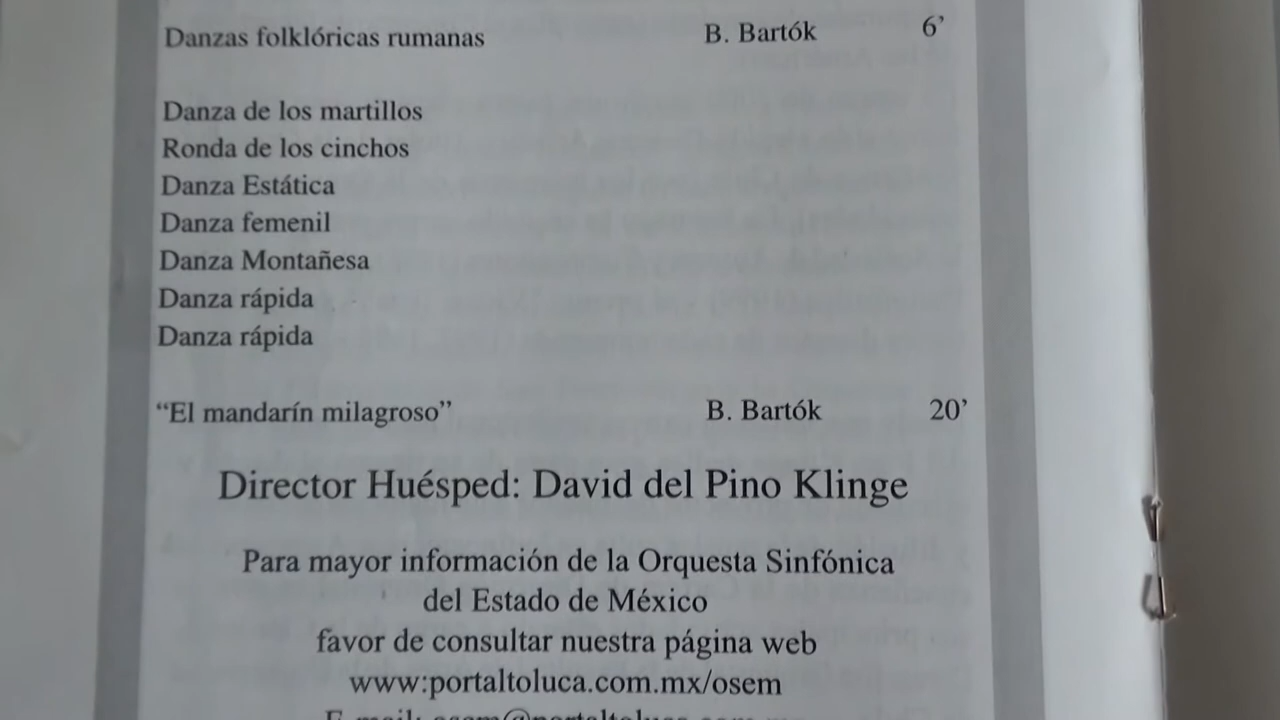 Danzas folklóricas rumanas B. Bartók 6’
Danza de los martillos
Ronda de los cinchos
Danza Estática
Danza femenil
Danza Montañesa
Danza rápida
Danza rápida
“El mandarín milagroso” B. Bartók 20’
Director Huésped: David del Pino Klinge
Para mayor información de la Orquesta Sinfónica
del Estado de México
favor de consultar nuestra página web
www:portaltoluca.com.mx/osem